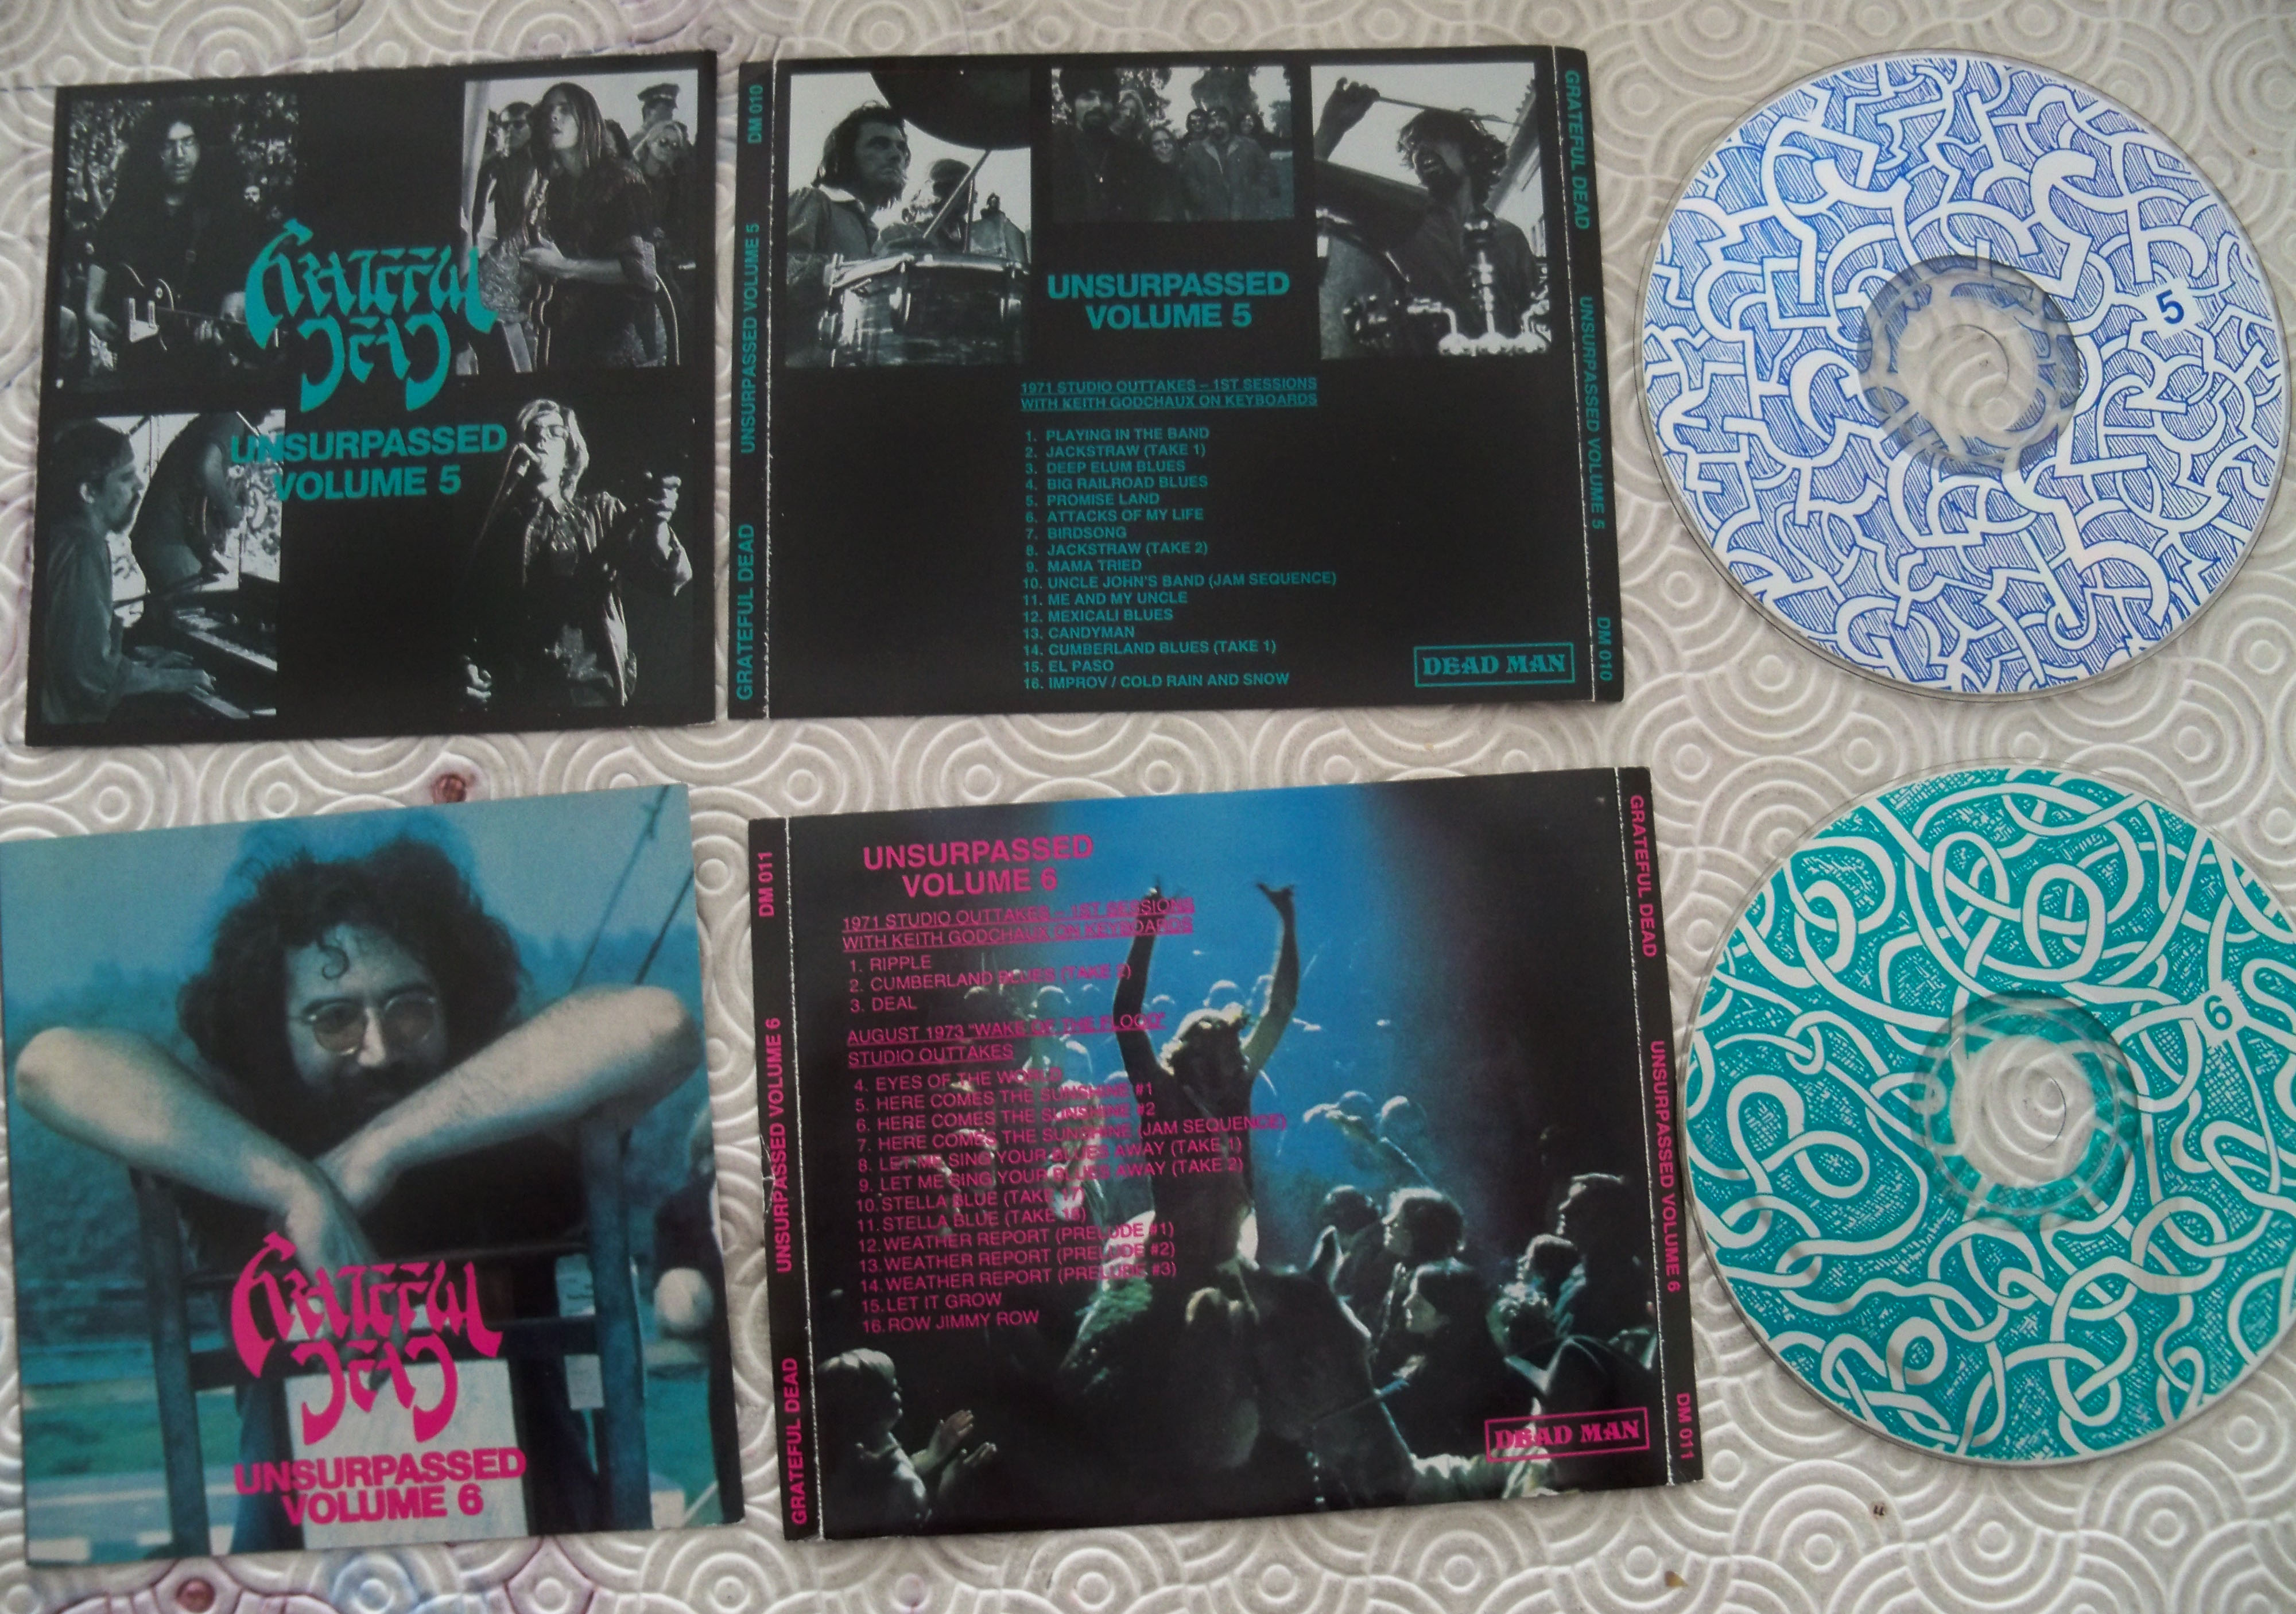 GRATEFUL
DEAD
UNSURPASSED
VOLUME 5
DM 010
UNSURPASSED VOLUME 5
GRATEFUL DEAD
UNSURPASSED
VOLUME 5
1971 STUDIO OUTTAKES – 1ST SESSIONS
WITH KEITH GODCHAUX ON KEYBOARDS
1. PLAYING IN THE BAND
2. JACKSTRAW (TAKE 1)
3. DEEP ELUM BLUES
4. BIG RAILROAD BLUES
5. PROMISE LAND
6. ATTACKS OF MY LIFE
7. BIRDSONG
8. JACKSTRAW (TAKE 2)
9. MAMA TRIED
10. UNCLE JOHN'S BAND (JAM SEQUENCE)
11. ME AND MY UNCLE
12. MEXICALI BLUES
13. CANDYMAN
14. CUMBERLAND BLUES (TAKE 1)
15. EL PASO
16. IMPROV / COLD RAIN AND SNOW
DEAD MAN
GRATEFUL DEAD
UNSURPASSED VOLUME 5
DM 010
5
GRATEFUL
DEAD
UNSURPASSED
VOLUME 6
DM 011
UNSURPASSED VOLUME 6
GRATEFUL DEAD
UNSURPASSED
VOLUME 6
1971 STUDIO OUTTAKES – 1ST SESSIONS
WITH KEITH GODCHAUX ON KEYBOARDS
1. RIPPLE
2. CUMBERLAND BLUES (TAKE 2)
3. DEAL
AUGUST 1973 "WAKE OF THE FLOOD"
STUDIO OUTTAKES
4. EYES OF THE WORLD
5. HERE COMES THE SUNSHINE #1
6. HERE COMES THE SUNSHINE #2
7. HERE COMES THE SUNSHINE (JAM SEQUENCE)
8. LET ME SING YOUR BLUES AWAY (TAKE 1)
9. LET ME SING YOUR BLUES AWAY (TAKE 2)
10. STELLA BLUE (TAKE 17)
11. STELLA BLUE (TAKE 18)
12. WEATHER REPORT (PRELUDE #1)
13. WEATHER REPORT (PRELUDE #2)
14. WEATHER REPORT (PRELUDE #3)
15. LET IT GROW
16. ROW JIMMY ROW
DEAD MAN
GRATEFUL DEAD
UNSURPASSED VOLUME 6
DM 011
6